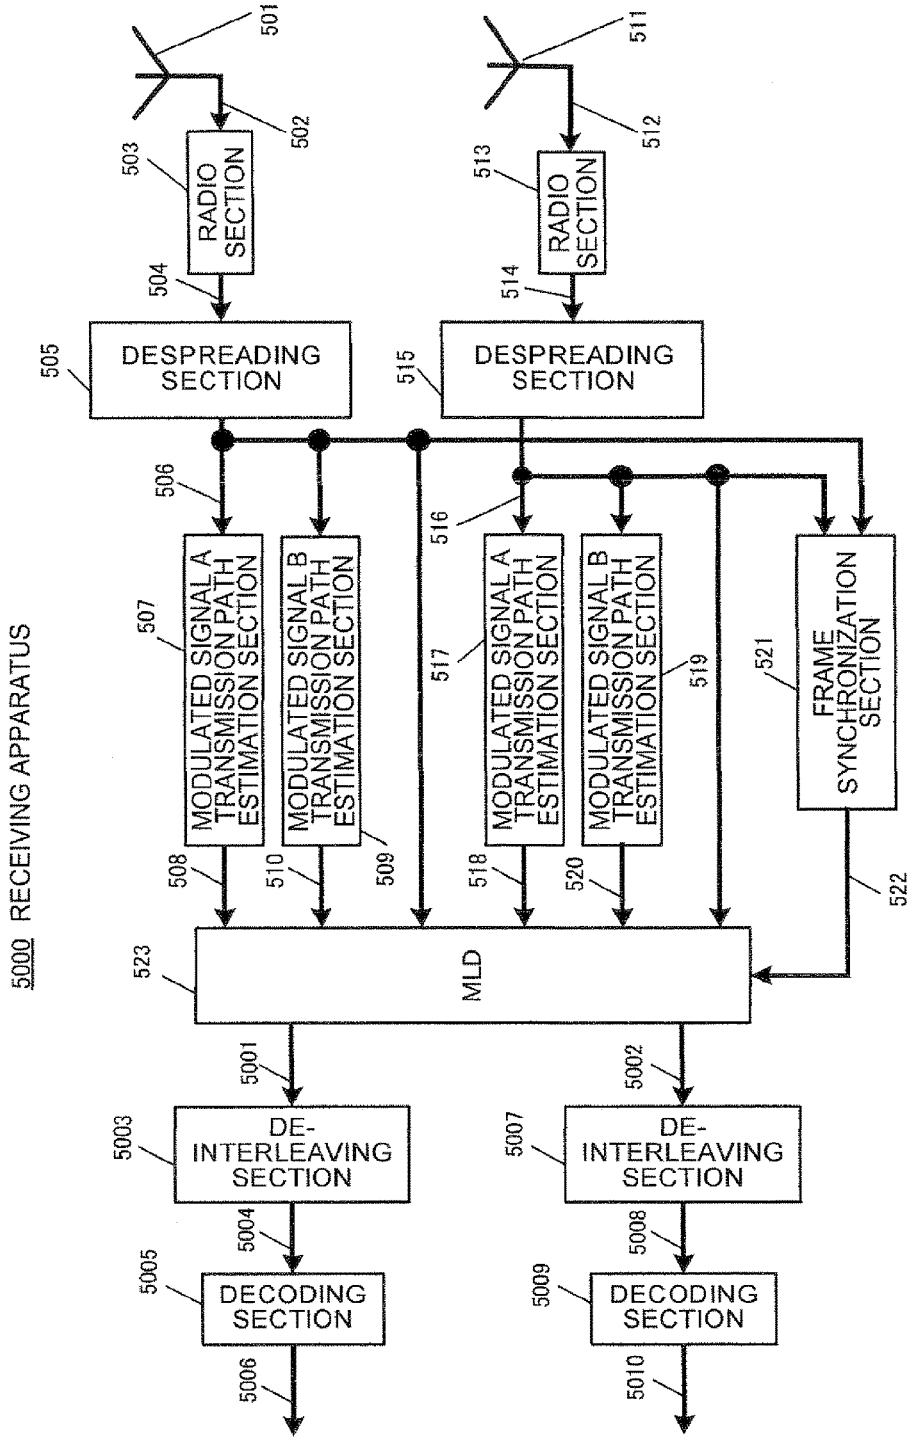 5000 RECEIVING APPARATUS
501
502
503
RADIO
SECTION
504
505
DESPREADING
SECTION
506
507
MODULATED SIGNAL A
TRANSMISSION PATH
ESTIMATION SECTION
508
MODULATED SIGNAL B
TRANSMISSION PATH
ESTIMATION SECTION
509
510
511
512
513
RADIO
SECTION
514
515
DESPREADING
SECTION
516
517
MODULATED SIGNAL A
TRANSMISSION PATH
ESTIMATION SECTION
518
MODULATED SIGNAL B
TRANSMISSION PATH
ESTIMATION SECTION
519
520
521
FRAME
SYNCHRONIZATION
SECTION
522
523
MLD
5001
5002
5003
DE-
INTERLEAVING
SECTION
5004
5005
DECODING
SECTION
5006
5007
DE-
INTERLEAVING
SECTION
5008
5009
DECODING
SECTION
5010